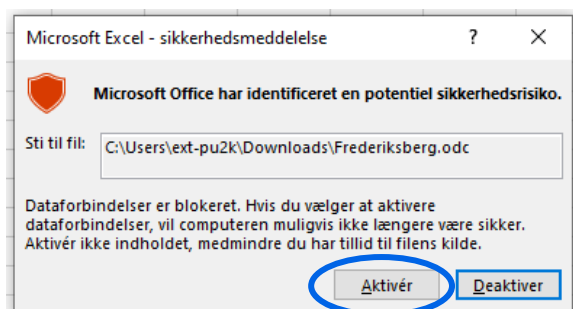 Microsoft Excel - sikkerhedsmeddelelse ? ×
Microsoft Office har identificeret en potentiel sikkerhedsrisiko.
Sti til fil: C:\Users\ext-pu2k\Downloads\Frederiksberg.odc
Dataforbindelser er blokeret. Hvis du vælger at aktivere
dataforbindelser, vil computeren muligvis ikke længere være sikker.
Aktivér ikke indholdet, medmindre du har tillid til filens kilde.
Aktivér Deaktiver